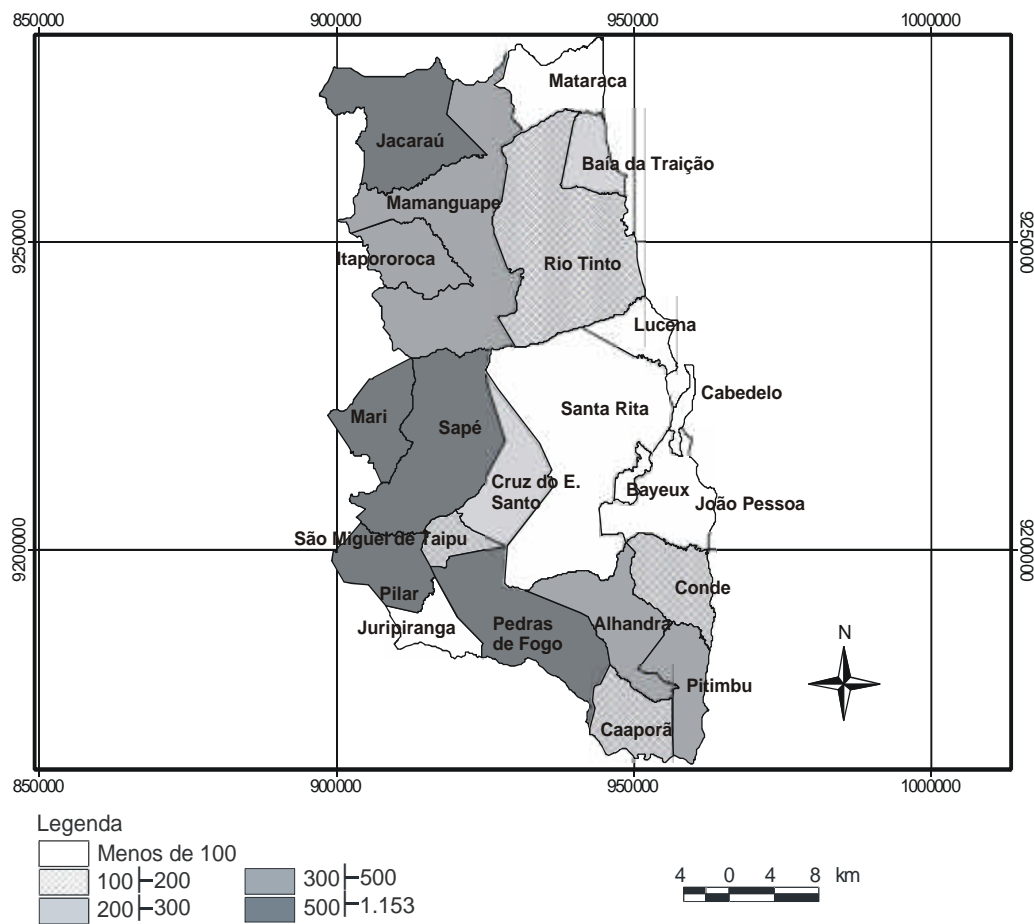 850000 900000 950000 1000000
Mataraca
Jacaraú
Baía da Traição
Mamanguape
9250000
9250000
Itapororoca
Rio Tinto
Lucena
Cabedelo
Santa Rita
Mari
Sapé
Cruz do E.
Santo
Bayeux
João Pessoa
9200000
9200000
São Miguel de Taipu
Conde
Pilar
Juripiranga
Pedras
de Fogo
Alhandra
N
Pitimbu
Caaporã
850000 900000 950000 1000000
Legenda
Menos de 100
100 200
200 300
300 500
500 1.153
4 0 4 8 km